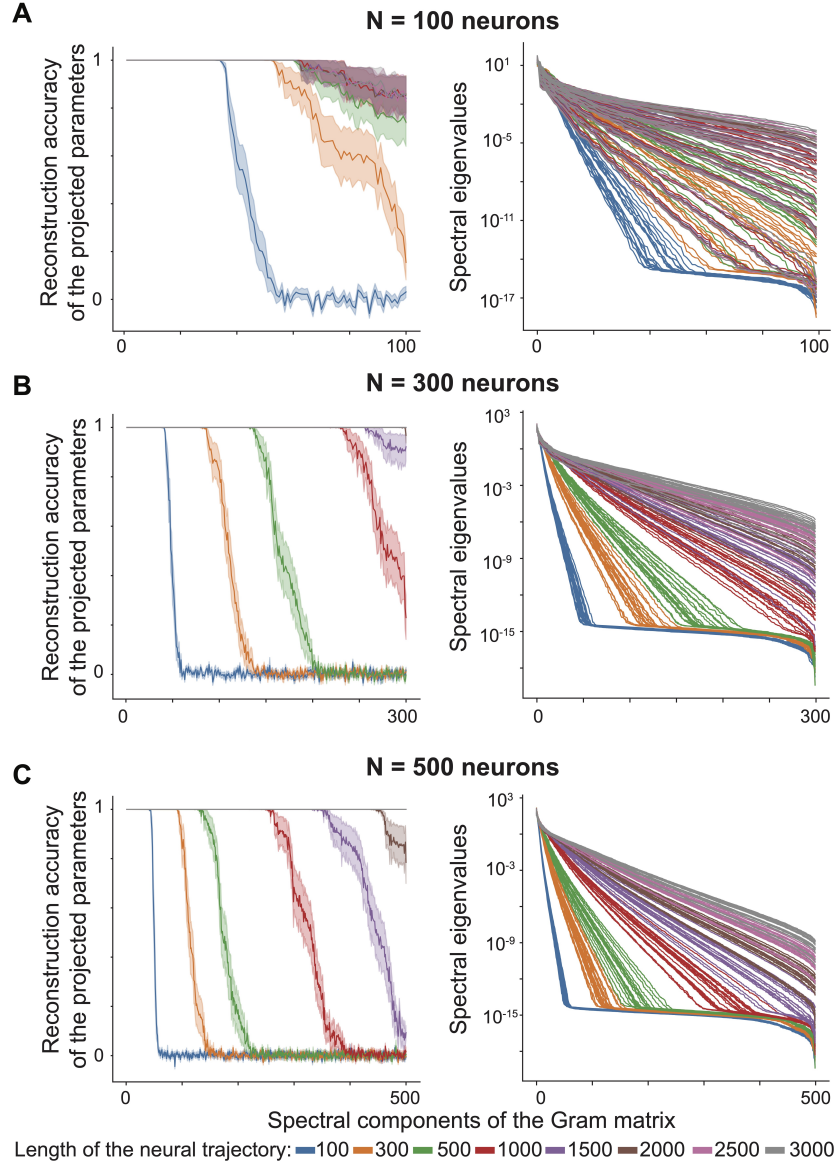 A
N = 100 neurons
Reconstruction accuracy
of the projected parameters
1
0
0
100
Spectral eigenvalues
10^1
10^-5
10^-11
10^-17
0
100
B
N = 300 neurons
Reconstruction accuracy
of the projected parameters
1
0
0
300
Spectral eigenvalues
10^3
10^-3
10^-9
10^-15
0
300
C
N = 500 neurons
Reconstruction accuracy
of the projected parameters
1
0
0
500
Spectral eigenvalues
10^3
10^-3
10^-9
10^-15
0
500
Spectral components of the Gram matrix
Length of the neural trajectory: 100 300 500 1000 1500 2000 2500 3000